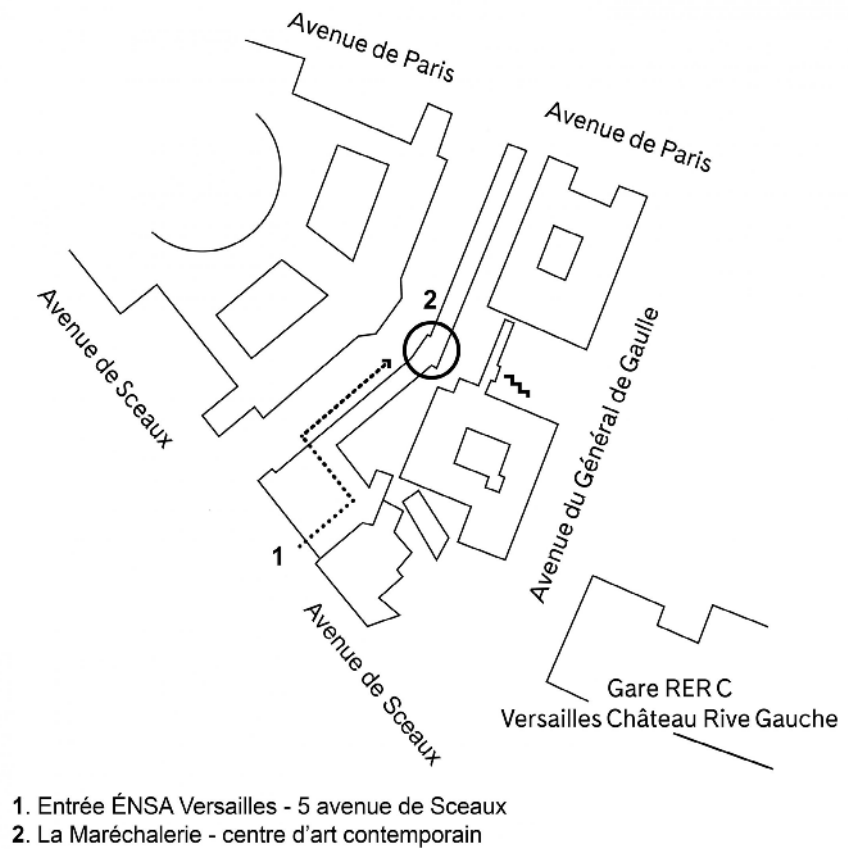 Avenue de Paris
Avenue de Paris
2
Avenue de Sceaux
Avenue du Général de Gaulle
1
Avenue de Sceaux
Gare RER C
Versailles Château Rive Gauche
1. Entrée ÉNSA Versailles - 5 avenue de Sceaux
2. La Maréchalerie - centre d'art contemporain